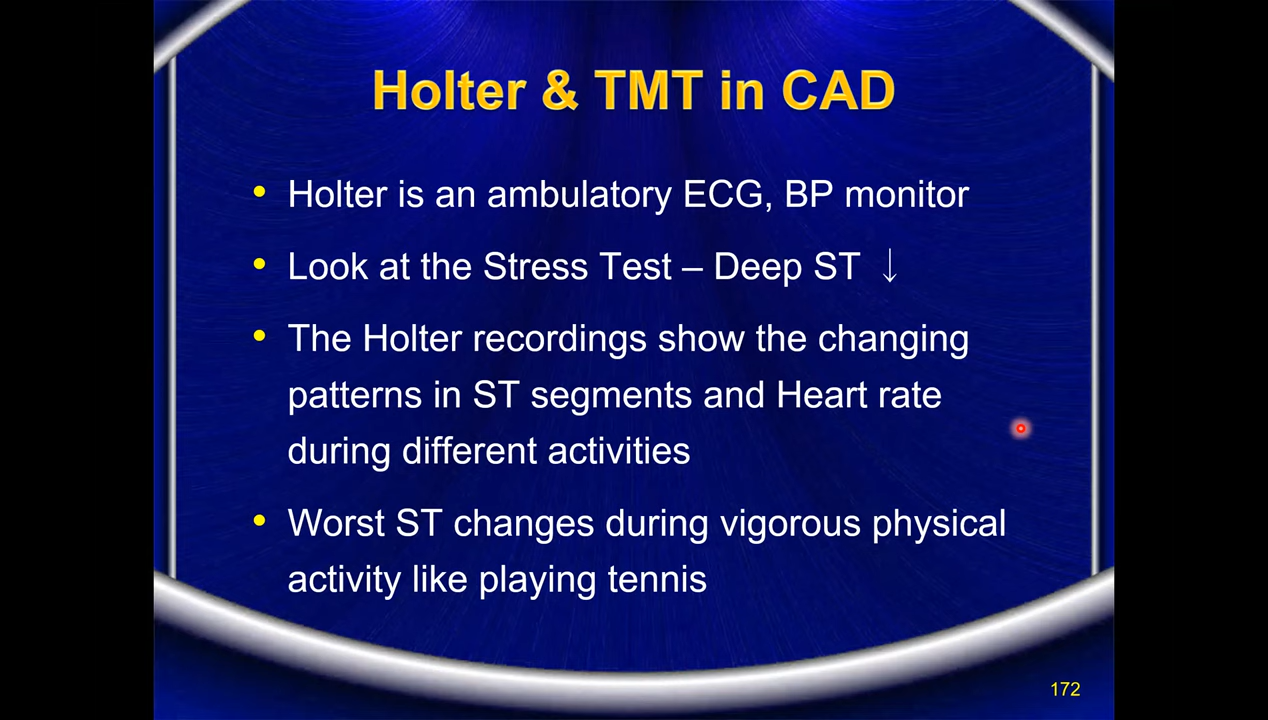 Holter & TMT in CAD
• Holter is an ambulatory ECG, BP monitor
• Look at the Stress Test – Deep ST ↓
• The Holter recordings show the changing
patterns in ST segments and Heart rate
during different activities
• Worst ST changes during vigorous physical
activity like playing tennis
172